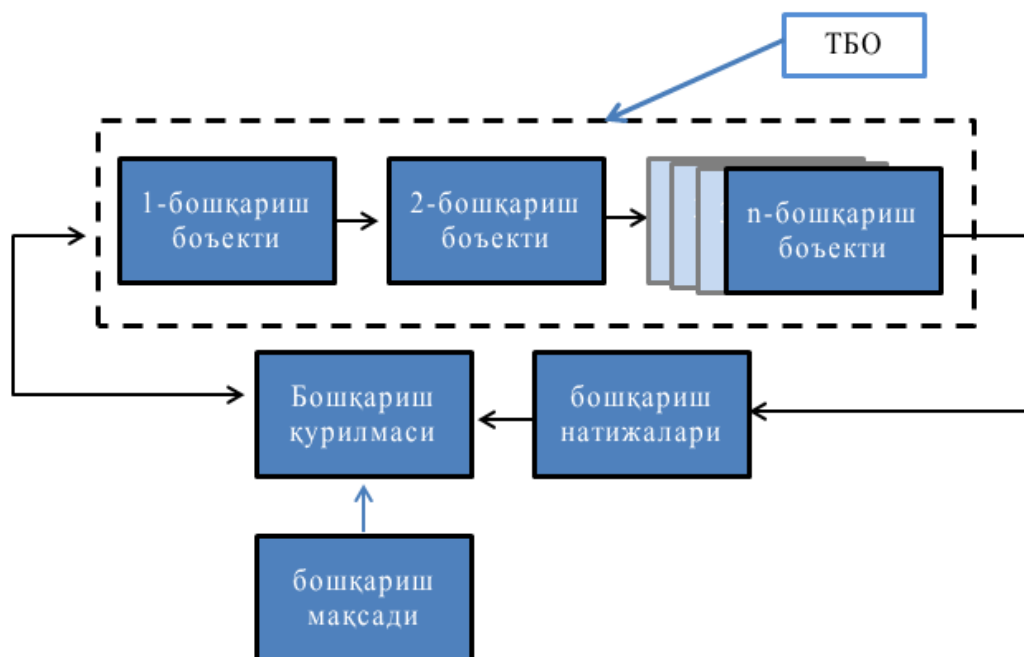 ТБО
1-бошқариш
боъекти
2-бошқариш
боъекти
n-бошқариш
боъекти
Бошқариш
қурилмаси
бошқариш
натижалари
бошқариш
мақсади